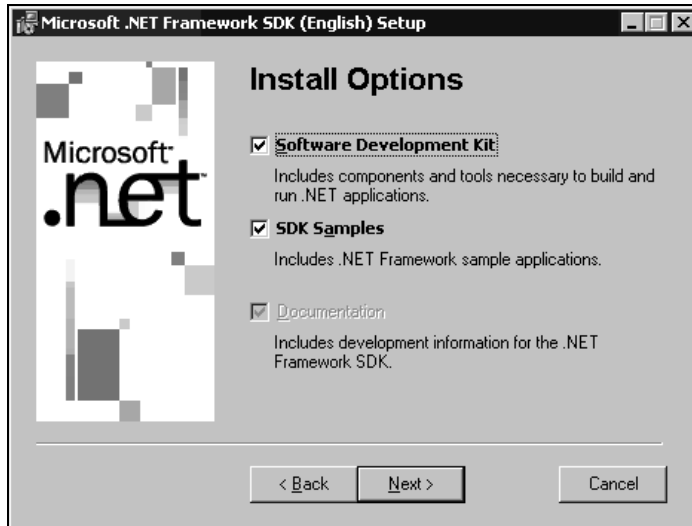 Microsoft .NET Framework SDK (English) Setup
Install Options
Microsoft
.net
Software Development Kit
Includes components and tools necessary to build and
run .NET applications.
SDK Samples
Includes .NET Framework sample applications.
Documentation
Includes development information for the .NET
Framework SDK.
< Back
Next >
Cancel